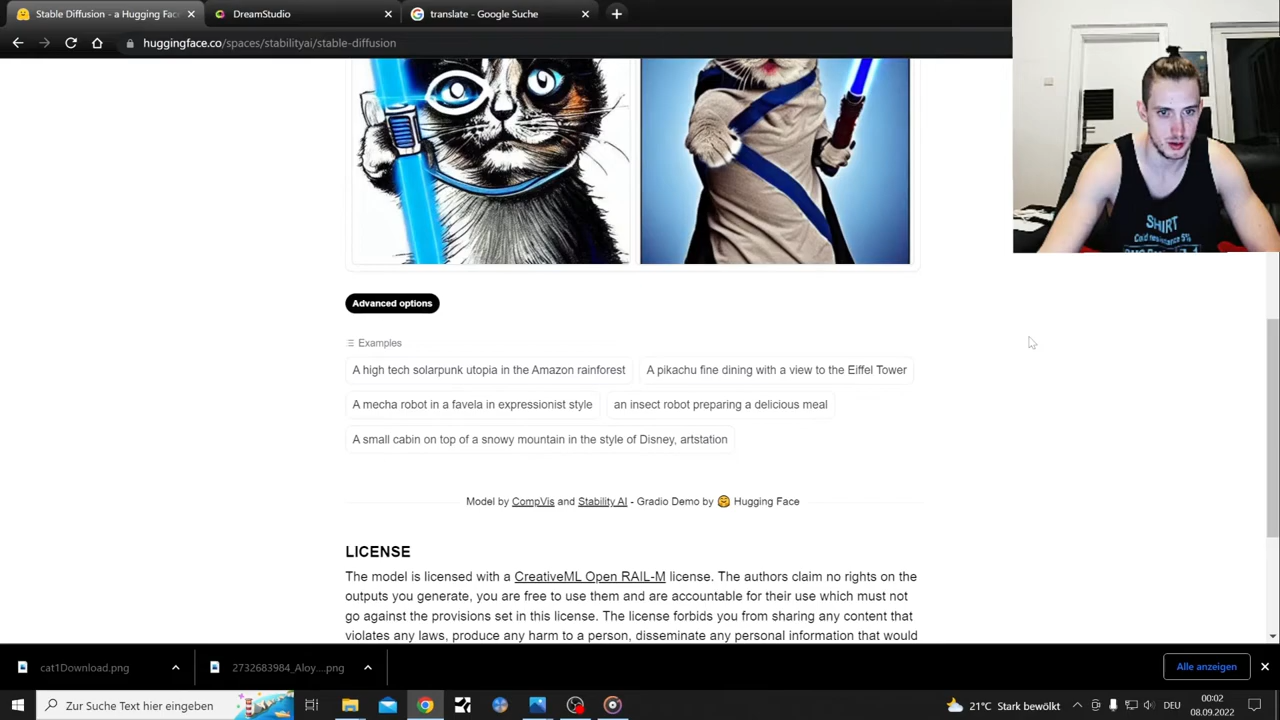 Stable Diffusion - a Hugging Face
DreamStudio
translate - Google Suche
huggingface.co/spaces/stabilityai/stable-diffusion
SHIRT
Cold resistance 5%
Advanced options
Examples
A high tech solarpunk utopia in the Amazon rainforest
A pikachu fine dining with a view to the Eiffel Tower
A mecha robot in a favela in expressionist style
an insect robot preparing a delicious meal
A small cabin on top of a snowy mountain in the style of Disney, artstation
Model by CompVis and Stability AI - Gradio Demo by 🤗 Hugging Face
LICENSE
The model is licensed with a CreativeML Open RAIL-M license. The authors claim no rights on the
outputs you generate, you are free to use them and are accountable for their use which must not
go against the provisions set in this license. The license forbids you from sharing any content that
violates any laws, produce any harm to a person, disseminate any personal information that would
cat1Download.png
2732683984_Aloy....png
Alle anzeigen
Zur Suche Text hier eingeben
21°C Stark bewölkt
DEU
00:02
08.09.2022